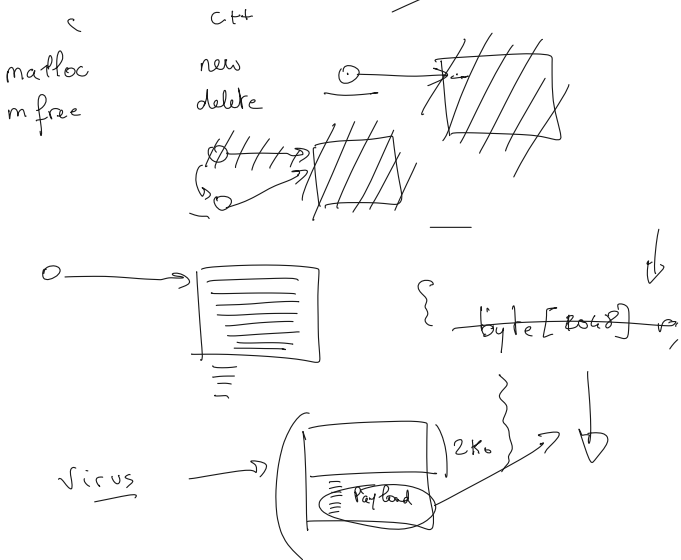 C
C++
malloc
new
mfree
delete
byte[2048]
2Ko
Virus
Payload